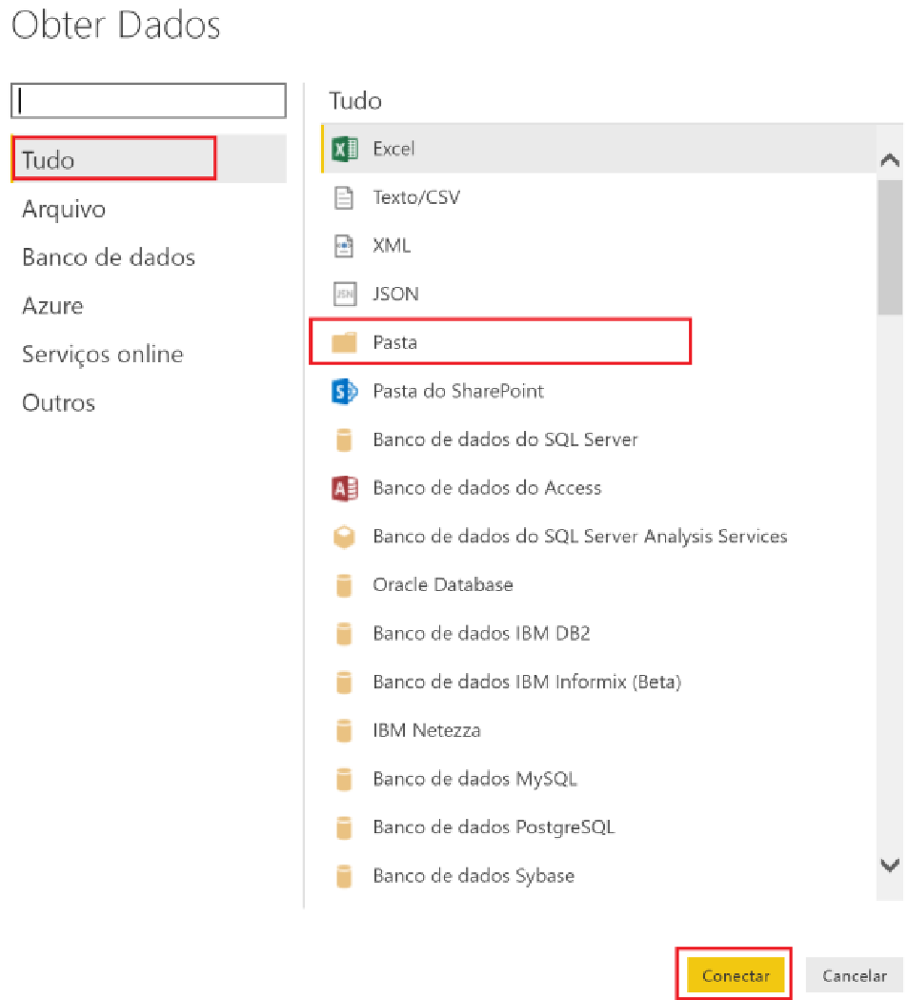 Obter Dados
Tudo
Arquivo
Banco de dados
Azure
Serviços online
Outros
Tudo
Excel
Texto/CSV
XML
JSON
Pasta
Pasta do SharePoint
Banco de dados do SQL Server
Banco de dados do Access
Banco de dados do SQL Server Analysis Services
Oracle Database
Banco de dados IBM DB2
Banco de dados IBM Informix (Beta)
IBM Netezza
Banco de dados MySQL
Banco de dados PostgreSQL
Banco de dados Sybase
Conectar
Cancelar